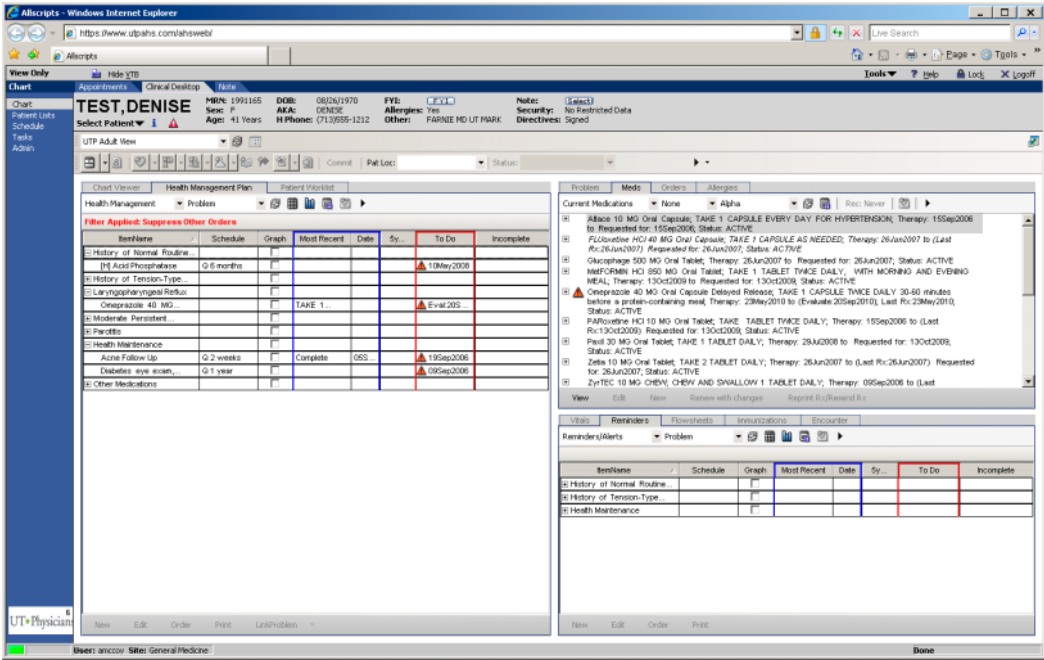 Allscripts - Windows Internet Explorer
https://www.utpahs.com/ahsweb/
Live Search
Allscripts
Page Tools
View Only Hide VTB Tools Help Lock Logoff
Chart Appointments Clinical Desktop Note
Chart
Patient Lists
Schedule
Tasks
Admin
TEST,DENISE
Select Patient
MRN: 1991165 DOB: 08/26/1970 FYI: FYI Note: Select
Sex: F AKA: DENISE Allergies: Yes Security: No Restricted Data
Age: 41 Years H Phone: (713)555-1212 Other: FARNIE MD UT MARK Directives: Signed
UTP Adult View
Commit Pat Loc: Status:
Chart Viewer Health Management Plan Patient Worklist
Health Management Problem
Filter Applied: Suppress Other Orders
ItemName Schedule Graph Most Recent Date Sy... To Do Incomplete
History of Normal Routine...
[H] Acid Phosphatase Q 6 months 10May2008
History of Tension-Type...
Laryngopharyngeal Reflux
Omeprazole 40 MG... TAKE 1... Eval:20S...
Moderate Persistent...
Parotitis
Health Maintenance
Acne Follow Up Q 2 weeks Complete 05S... 19Sep2006
Diabetes eye exam,... Q 1 year 09Sep2006
Other Medications
New Edit Order Print LinkProblem
Problem Meds Orders Allergies
Current Medications None Alpha Rec: Never
Altace 10 MG Oral Capsule; TAKE 1 CAPSULE EVERY DAY FOR HYPERTENSION; Therapy: 15Sep2006
to Requested for: 15Sep2006; Status: ACTIVE
FLUoxetine HCl 40 MG Oral Capsule; TAKE 1 CAPSULE AS NEEDED; Therapy: 26Jun2007 to (Last
Rx:26Jun2007) Requested for: 26Jun2007; Status: ACTIVE
Glucophage 500 MG Oral Tablet; Therapy: 26Jun2007 to Requested for: 26Jun2007; Status: ACTIVE
MetFORMIN HCl 850 MG Oral Tablet; TAKE 1 TABLET TWICE DAILY, WITH MORNING AND EVENING
MEAL; Therapy: 13Oct2009 to Requested for: 13Oct2009; Status: ACTIVE
Omeprazole 40 MG Oral Capsule Delayed Release; TAKE 1 CAPSULE TWICE DAILY 30-60 minutes
before a protein-containing meal; Therapy: 23May2010 to (Evaluate:20Sep2010); Last Rx:23May2010;
Status: ACTIVE
PARoxetine HCl 10 MG Oral Tablet; TAKE TABLET TWICE DAILY; Therapy: 15Sep2006 to (Last
Rx:13Oct2009) Requested for: 13Oct2009; Status: ACTIVE
Paxil 30 MG Oral Tablet; TAKE 1 TABLET DAILY; Therapy: 29Jul2008 to Requested for: 13Oct2009;
Status: ACTIVE
Zetia 10 MG Oral Tablet; TAKE 2 TABLET DAILY; Therapy: 26Jun2007 to (Last Rx:26Jun2007) Requested
for: 26Jun2007; Status: ACTIVE
ZyrTEC 10 MG CHEW; CHEW AND SWALLOW 1 TABLET DAILY; Therapy: 09Sep2006 to (Last
View Edit New Renew with changes Reprint Rx/Resend Rx
Vitals Reminders Flowsheets Immunizations Encounter
Reminders/Alerts Problem
ItemName Schedule Graph Most Recent Date Sy... To Do Incomplete
History of Normal Routine...
History of Tension-Type...
Health Maintenance
New Edit Order Print
UT Physicians
User: amccoy Site: General Medicine Done